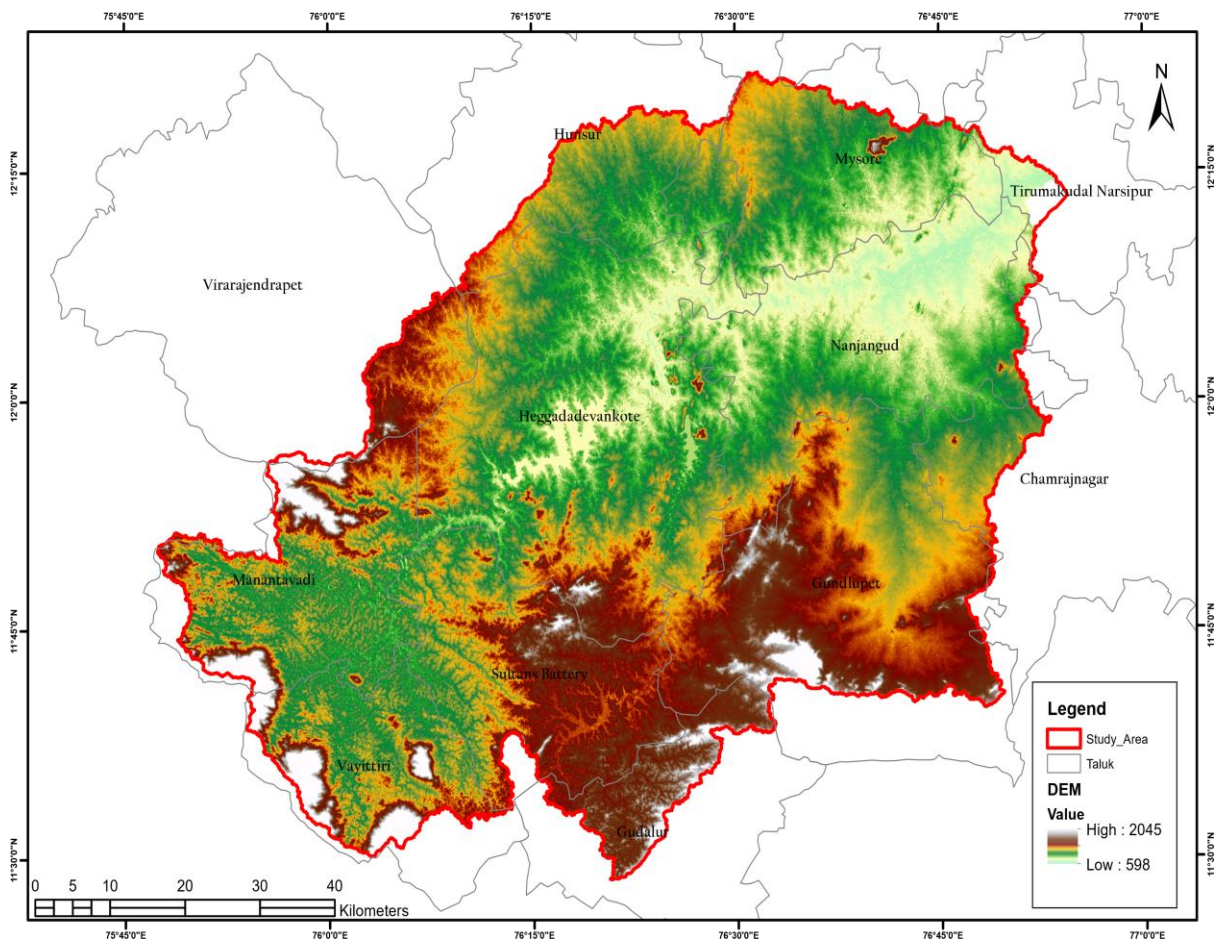 75°45'0"E 76°0'0"E 76°15'0"E 76°30'0"E 76°45'0"E 77°0'0"E
N
Hunsur
Mysore
12°15'0"N 12°15'0"N
Tirumakudal Narsipur
Virarajendrapet
Nanjangud
12°0'0"N 12°0'0"N
Heggadadevankote
Chamrajnagar
Manantavadi
Gundlupet
11°45'0"N 11°45'0"N
Sultans Battery
Vayittiri
Gudalur
Legend
Study_Area
Taluk
DEM
Value
High : 2045
Low : 598
11°30'0"N 11°30'0"N
0 5 10 20 30 40
Kilometers
75°45'0"E 76°0'0"E 76°15'0"E 76°30'0"E 76°45'0"E 77°0'0"E